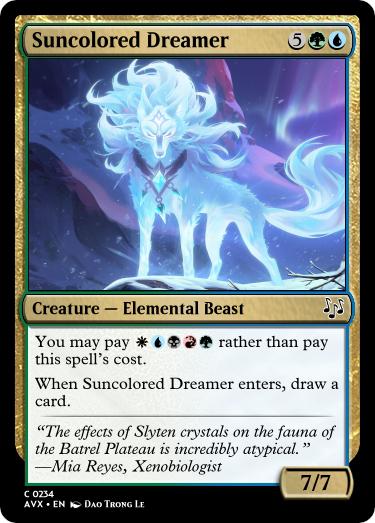 Suncolored Dreamer 5
Creature — Elemental Beast
You may pay rather than pay
this spell's cost.
When Suncolored Dreamer enters, draw a
card.
“The effects of Slyten crystals on the fauna of
the Batrel Plateau is incredibly atypical.”
—Mia Reyes, Xenobiologist
7/7
C 0234
AVX • EN Dao Trong Le